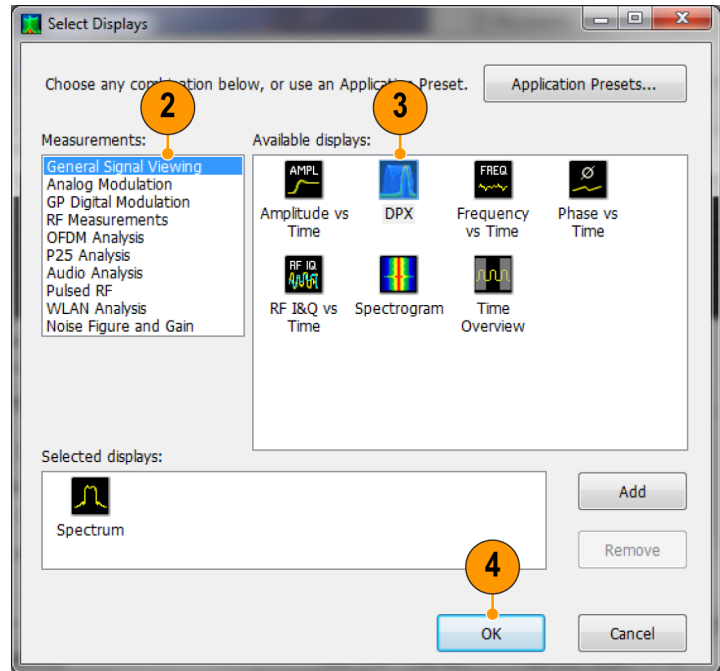 Select Displays
Choose any combination below, or use an Application Preset.
Application Presets...
2
3
Measurements:
Available displays:
General Signal Viewing
Analog Modulation
GP Digital Modulation
RF Measurements
OFDM Analysis
P25 Analysis
Audio Analysis
Pulsed RF
WLAN Analysis
Noise Figure and Gain
AMPL
Amplitude vs
Time
DPX
FREQ
Frequency
vs Time
Ø
Phase vs
Time
RF IQ
RF I&Q vs
Time
Spectrogram
Time
Overview
Selected displays:
Spectrum
Add
Remove
4
OK
Cancel